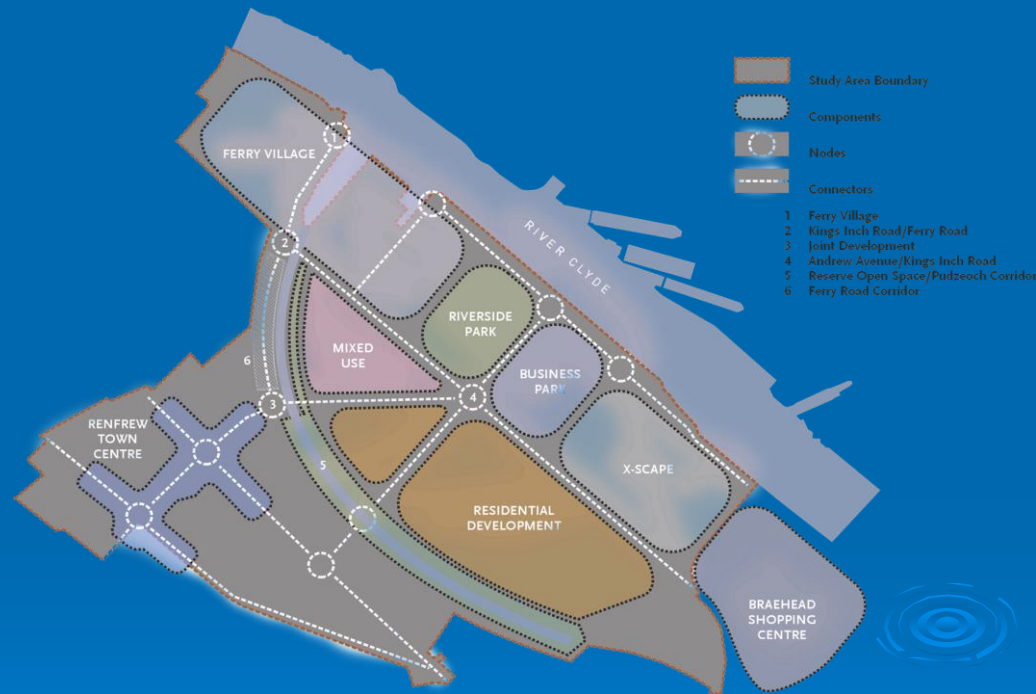 Study Area Boundary
Components
Nodes
Connectors
1 Ferry Village
2 Kings Inch Road/Ferry Road
3 Joint Development
4 Andrew Avenue/Kings Inch Road
5 Reserve Open Space/Pudzeoch Corridor
6 Ferry Road Corridor
1
FERRY VILLAGE
2
RIVER CLYDE
RIVERSIDE
PARK
MIXED
USE
6
BUSINESS
PARK
3
4
RENFREW
TOWN
CENTRE
5
X-SCAPE
RESIDENTIAL
DEVELOPMENT
BRAEHEAD
SHOPPING
CENTRE